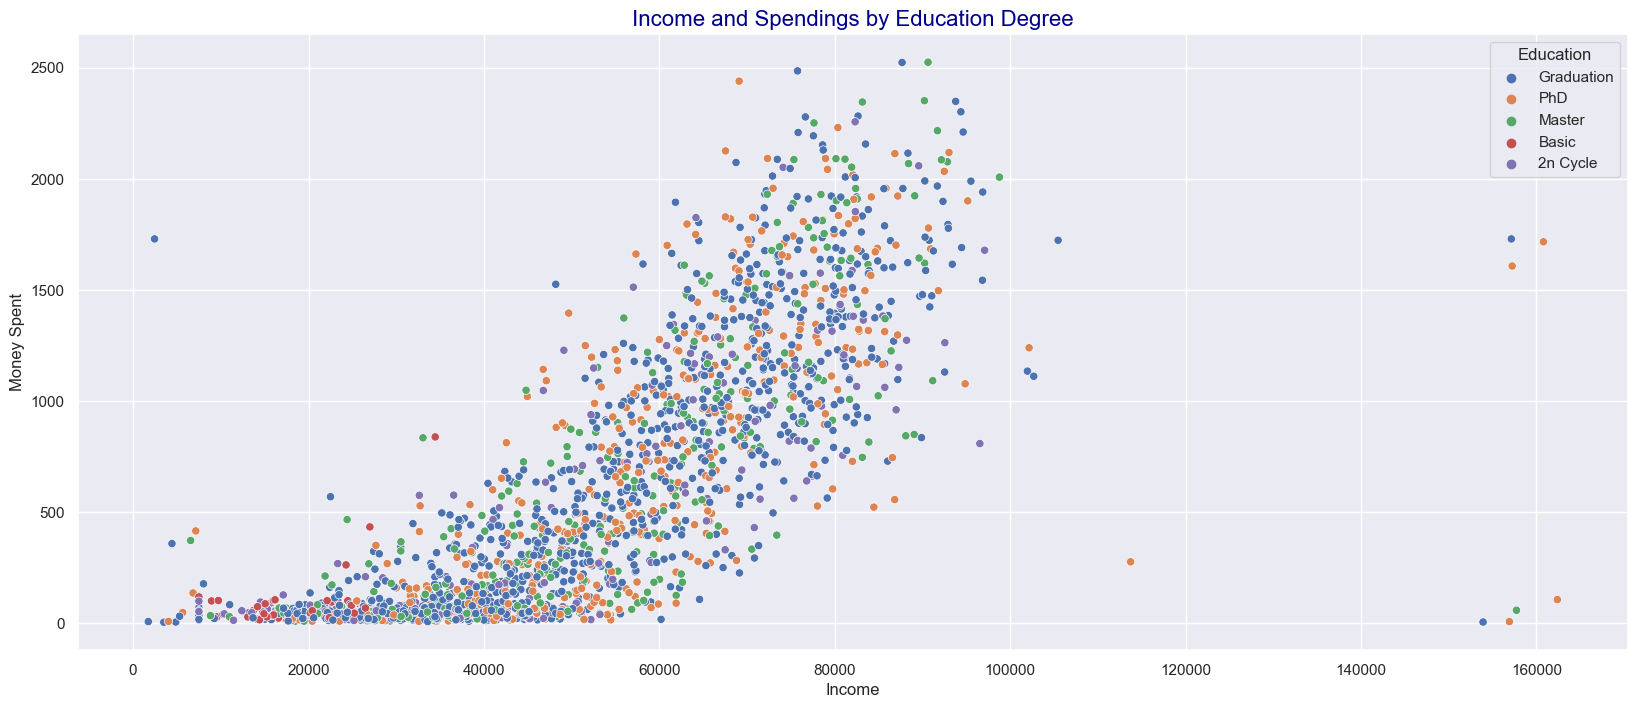 Income and Spendings by Education Degree
Education
Graduation
PhD
Master
Basic
2n Cycle
Money Spent
2500
2000
1500
1000
500
0
0 20000 40000 60000 80000 100000 120000 140000 160000
Income